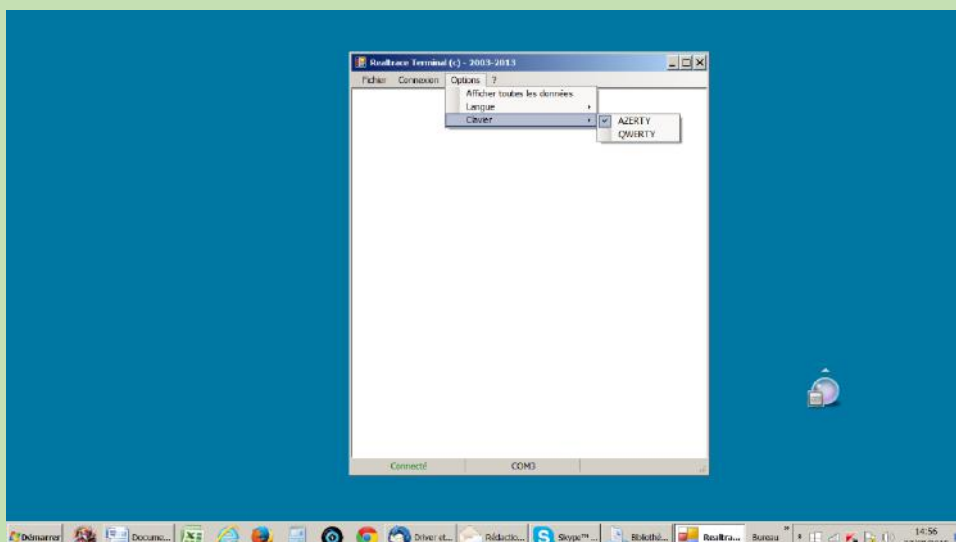 Realtrace Terminal (c) - 2003-2013
Fichier Connexion Options ?
Afficher toutes les données
Langue
Clavier
AZERTY
QWERTY
Connecté COM3
Démarrer Docume... Driver et... Rédactio... Skype™ ... Biblioth... Realtra... Bureau 14:56